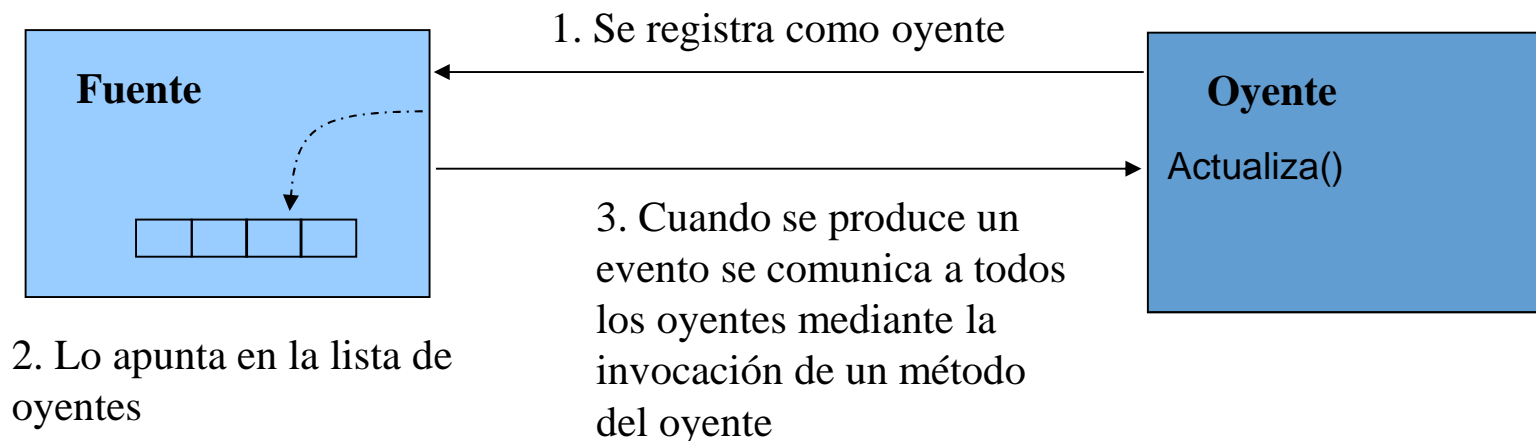 1. Se registra como oyente
Fuente
Oyente
Actualiza()
3. Cuando se produce un
evento se comunica a todos
los oyentes mediante la
invocación de un método
del oyente
2. Lo apunta en la lista de
oyentes